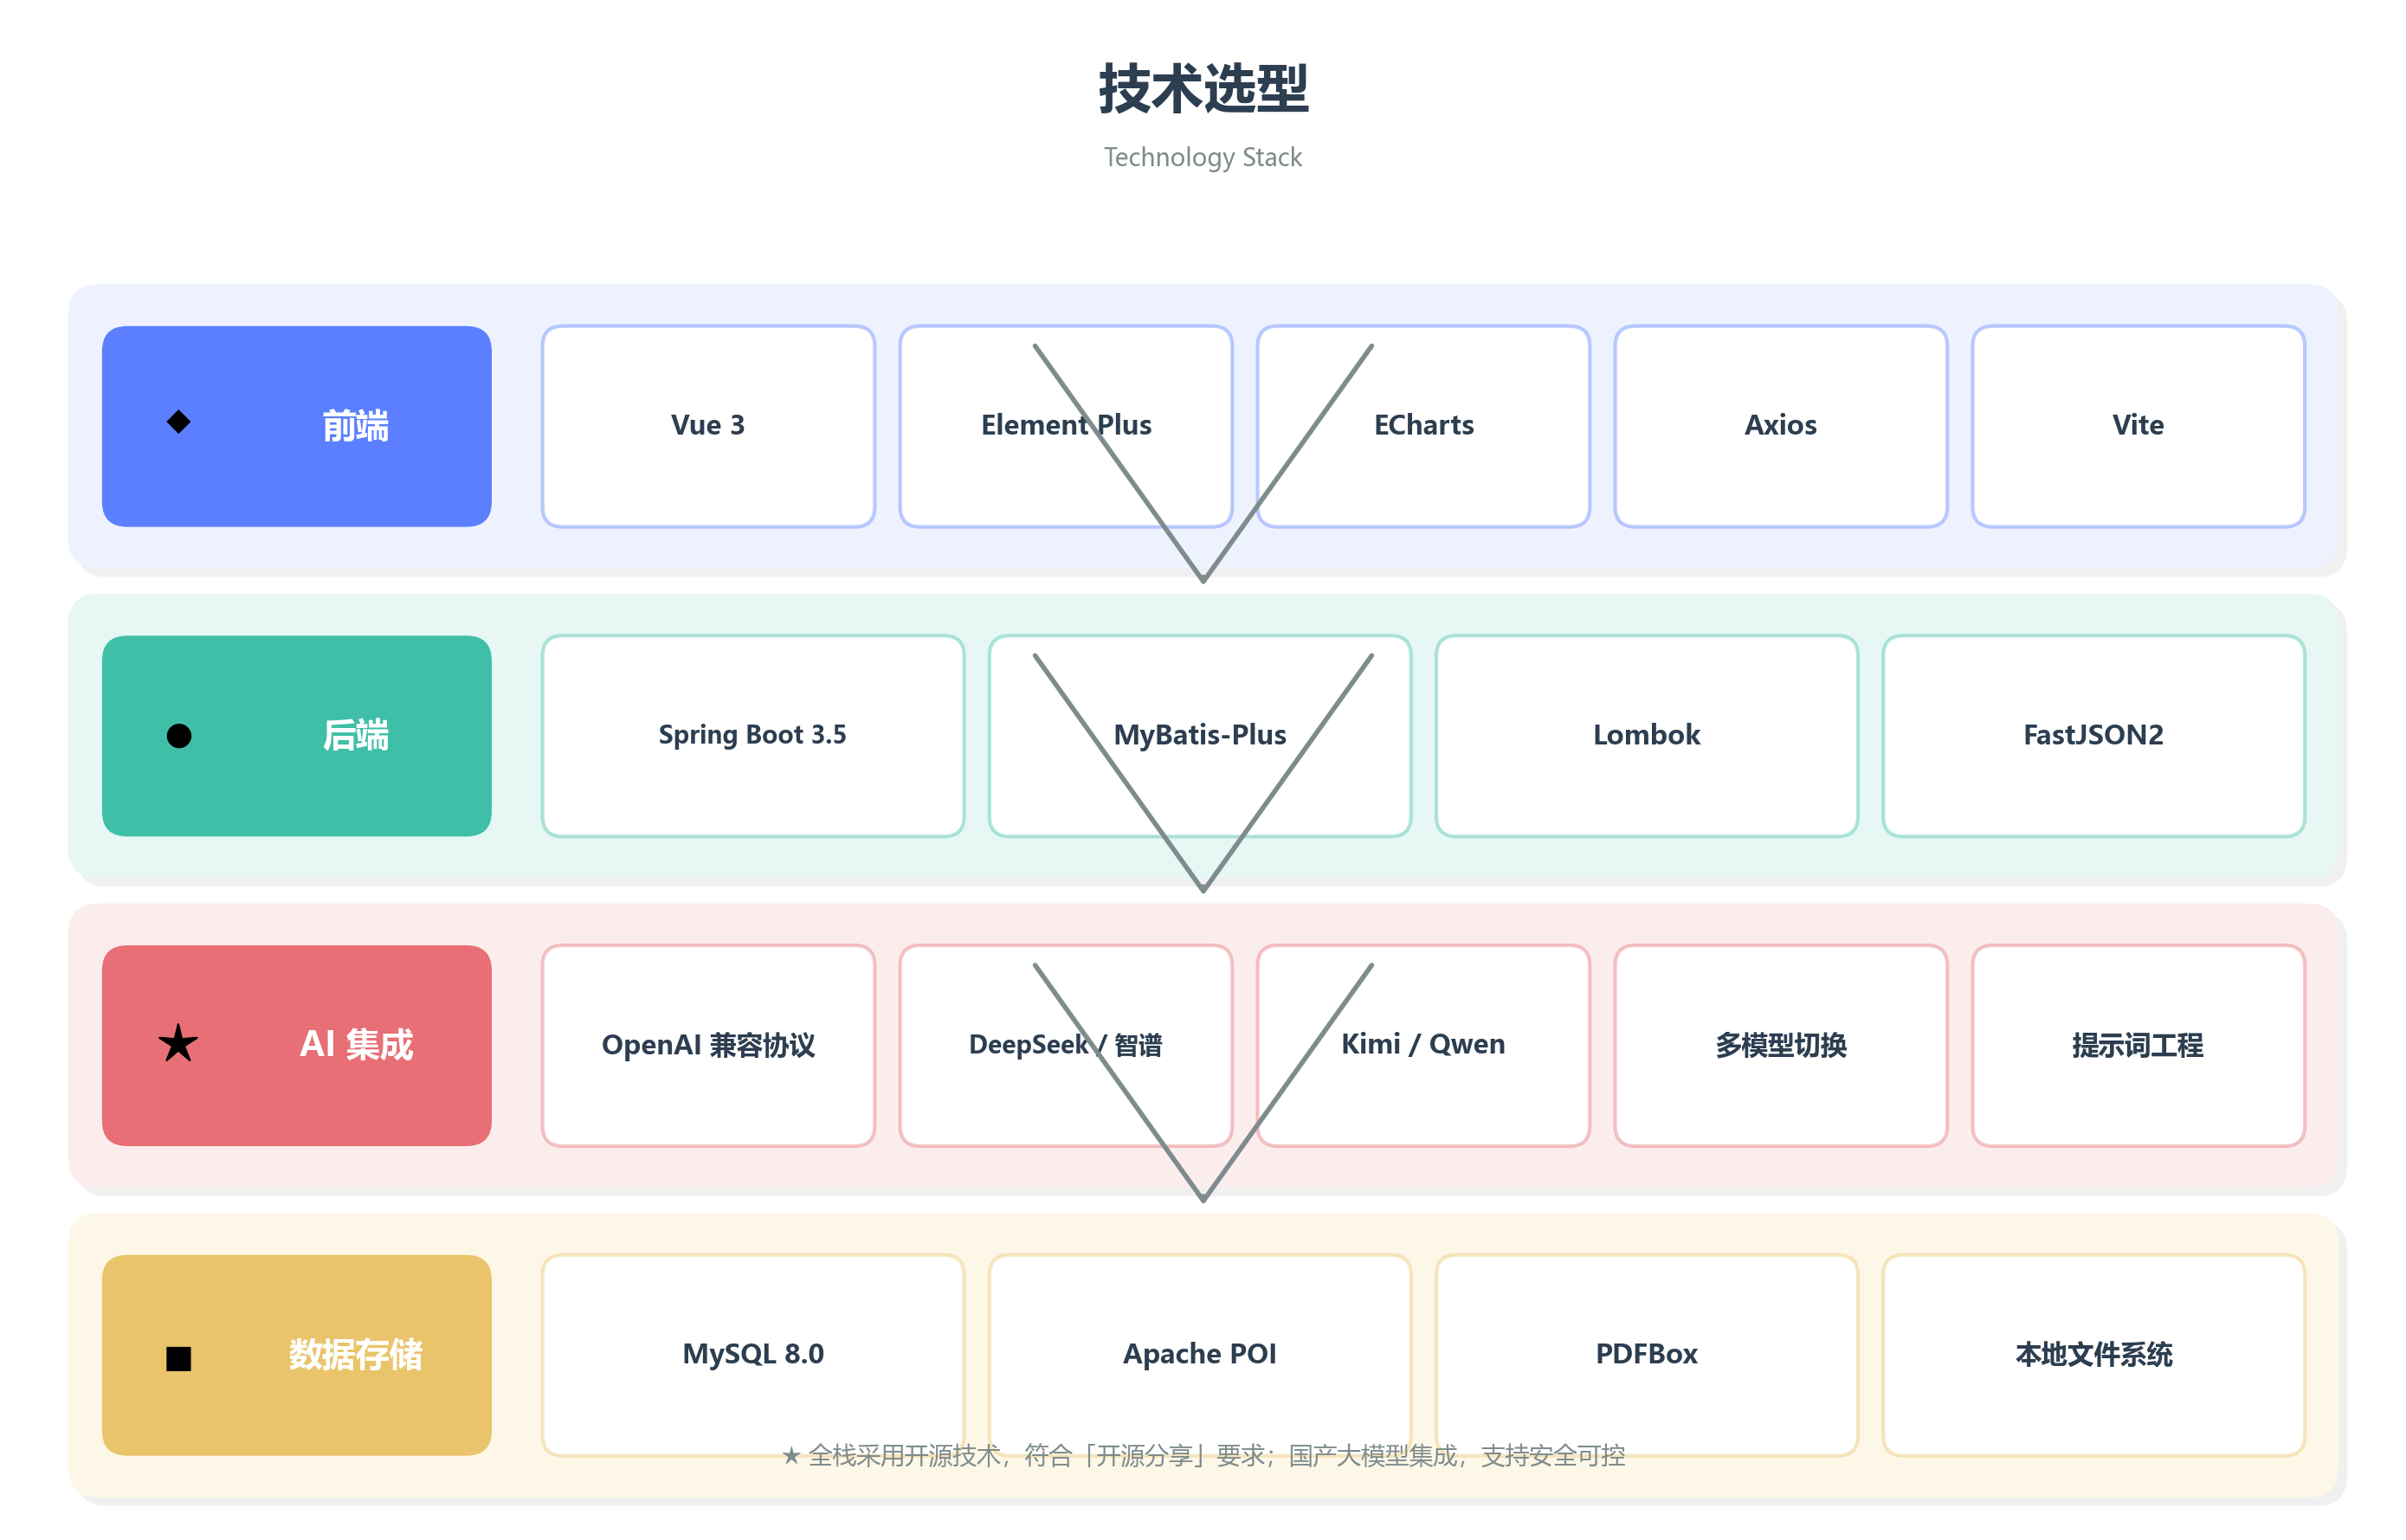 技术选型
Technology Stack
前端
Vue 3
Element Plus
ECharts
Axios
Vite
后端
Spring Boot 3.5
MyBatis-Plus
Lombok
FastJSON2
AI 集成
OpenAI 兼容协议
DeepSeek / 智谱
Kimi / Qwen
多模型切换
提示词工程
数据存储
MySQL 8.0
Apache POI
PDFBox
本地文件系统
★ 全栈采用开源技术，符合「开源分享」要求；国产大模型集成，支持安全可控